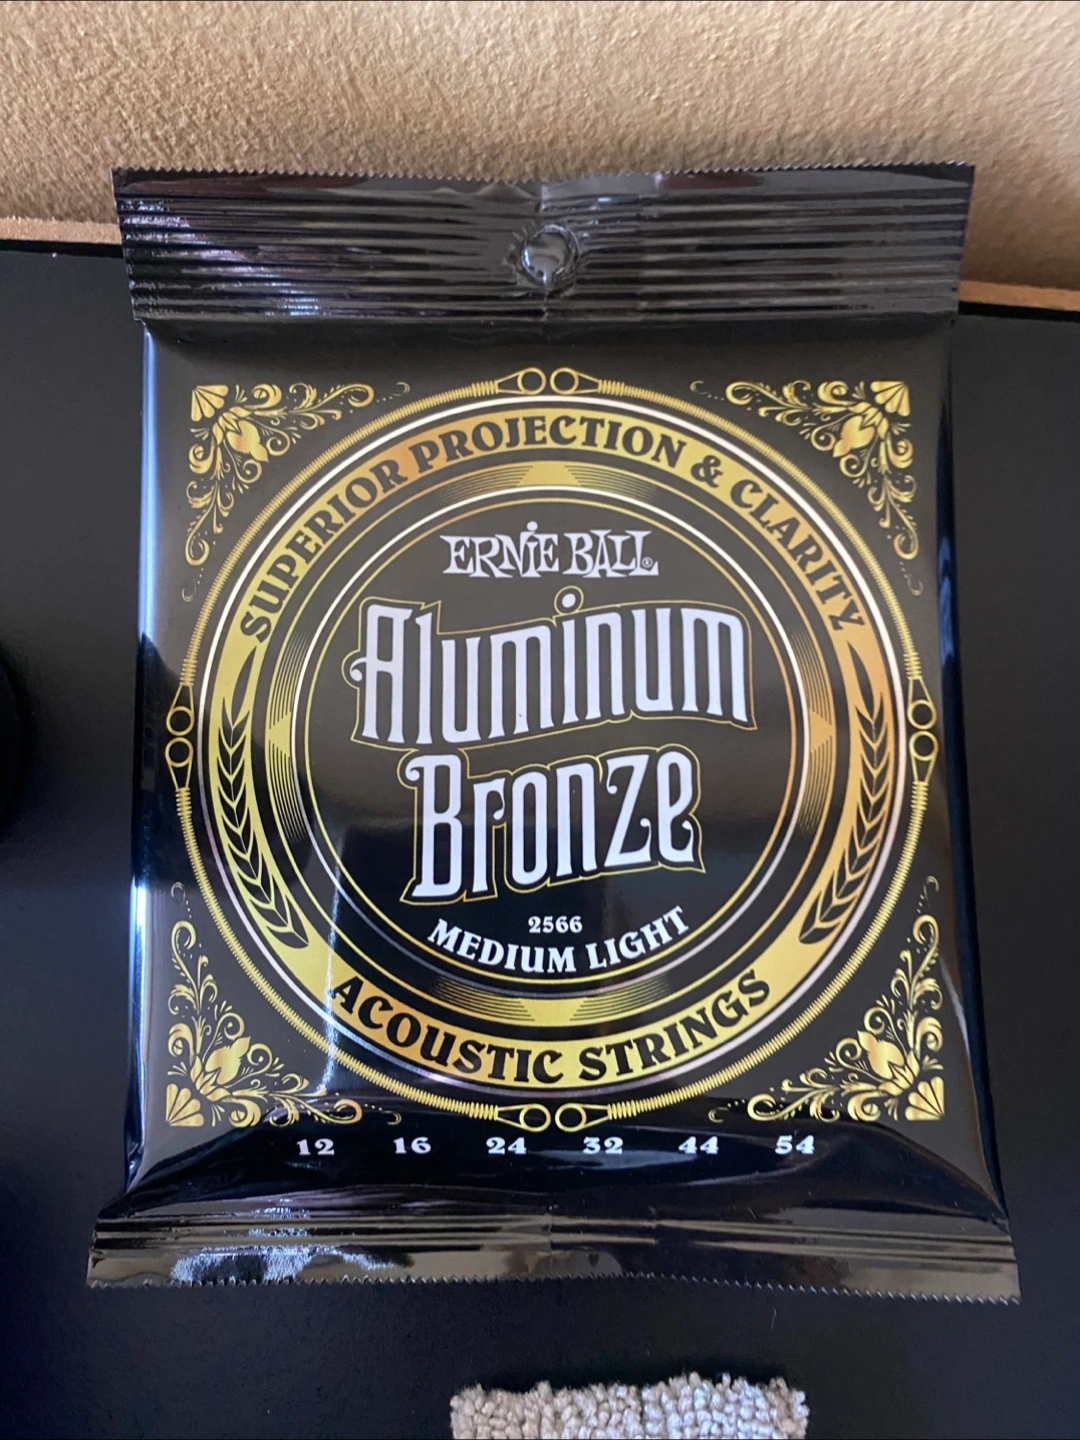 SUPERIOR PROJECTION & CLARITY
ERNIE BALL®
Aluminum
Bronze
2566
MEDIUM LIGHT
ACOUSTIC STRINGS
12 16 24 32 44 54